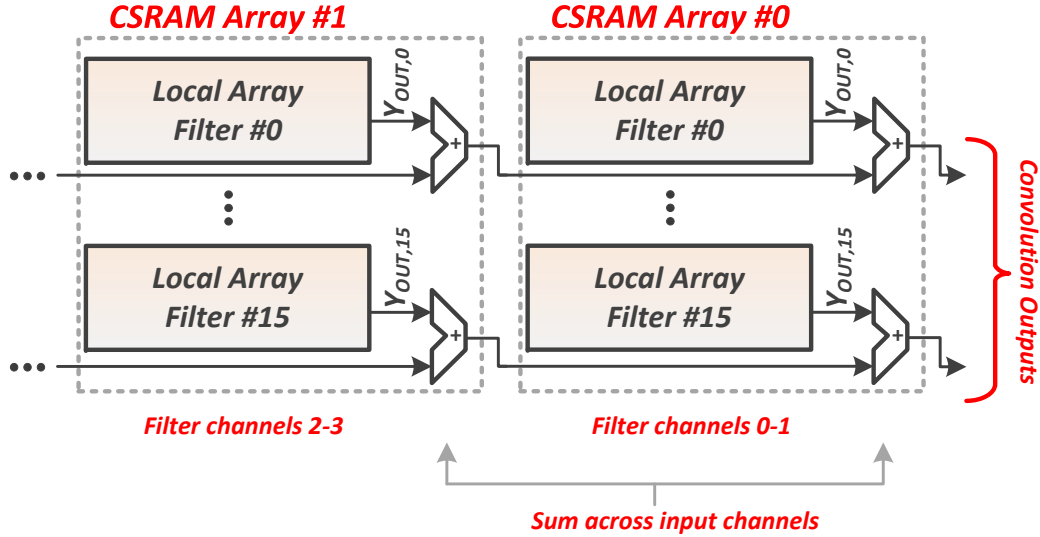 CSRAM Array #1
CSRAM Array #0
Local Array
Filter #0
Y_OUT,0
+
Local Array
Filter #0
Y_OUT,0
+
Local Array
Filter #15
Y_OUT,15
+
Local Array
Filter #15
Y_OUT,15
+
Convolution Outputs
Filter channels 2-3
Filter channels 0-1
Sum across input channels